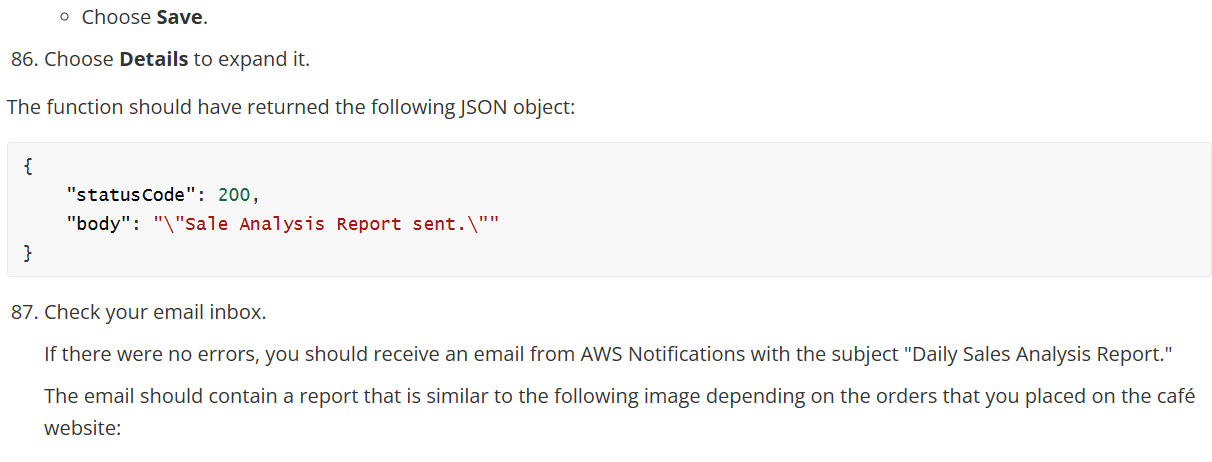 Choose Save.
86. Choose Details to expand it.
The function should have returned the following JSON object:
{
"statusCode": 200,
"body": "\"Sale Analysis Report sent.\""
}
87. Check your email inbox.
If there were no errors, you should receive an email from AWS Notifications with the subject "Daily Sales Analysis Report."
The email should contain a report that is similar to the following image depending on the orders that you placed on the café
website: